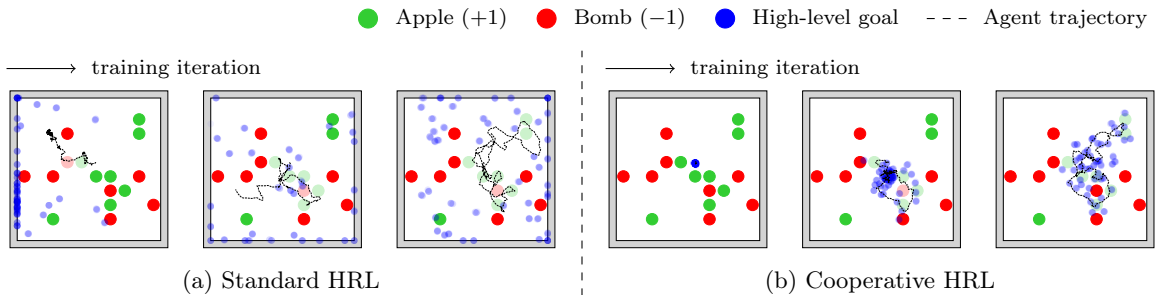 Apple (+1) Bomb (−1) High-level goal Agent trajectory
training iteration training iteration
(a) Standard HRL (b) Cooperative HRL